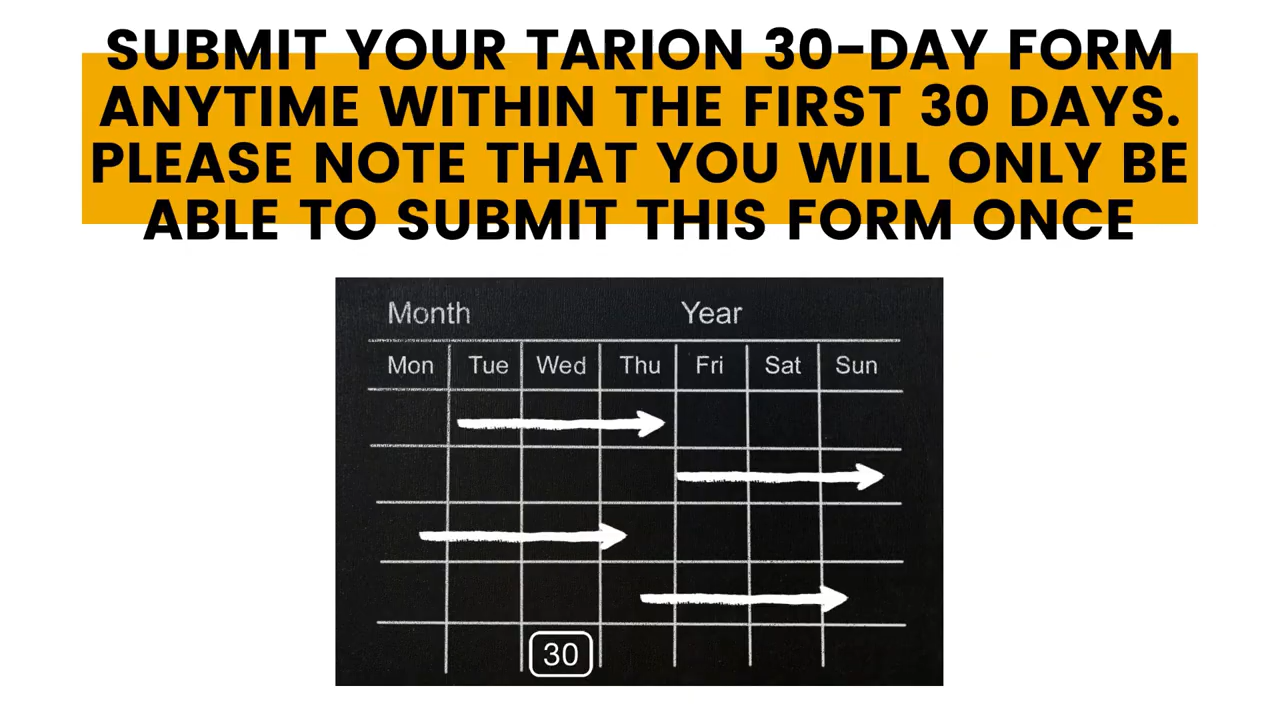 SUBMIT YOUR TARION 30-DAY FORM
ANYTIME WITHIN THE FIRST 30 DAYS.
PLEASE NOTE THAT YOU WILL ONLY BE
ABLE TO SUBMIT THIS FORM ONCE
Month Year
Mon Tue Wed Thu Fri Sat Sun
30